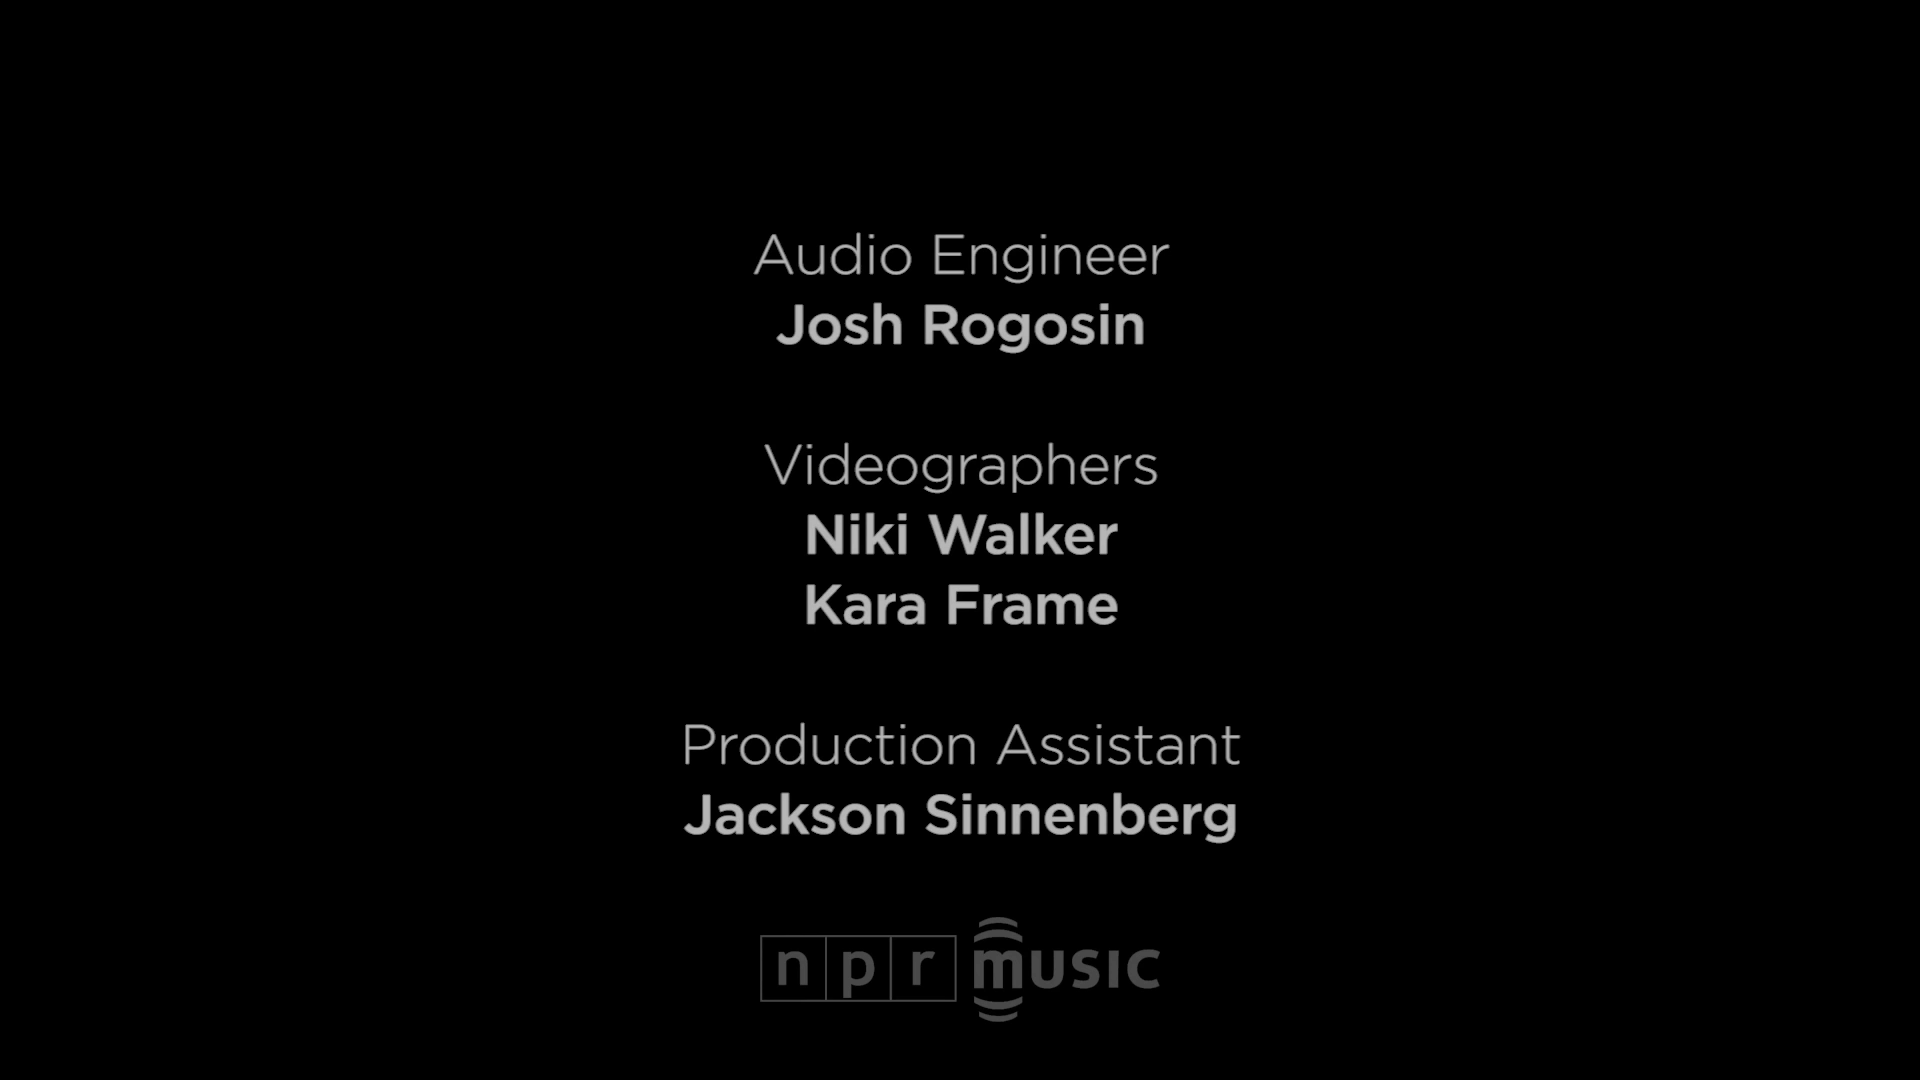 Audio Engineer
Josh Rogosin
Videographers
Niki Walker
Kara Frame
Production Assistant
Jackson Sinnenberg
npr music